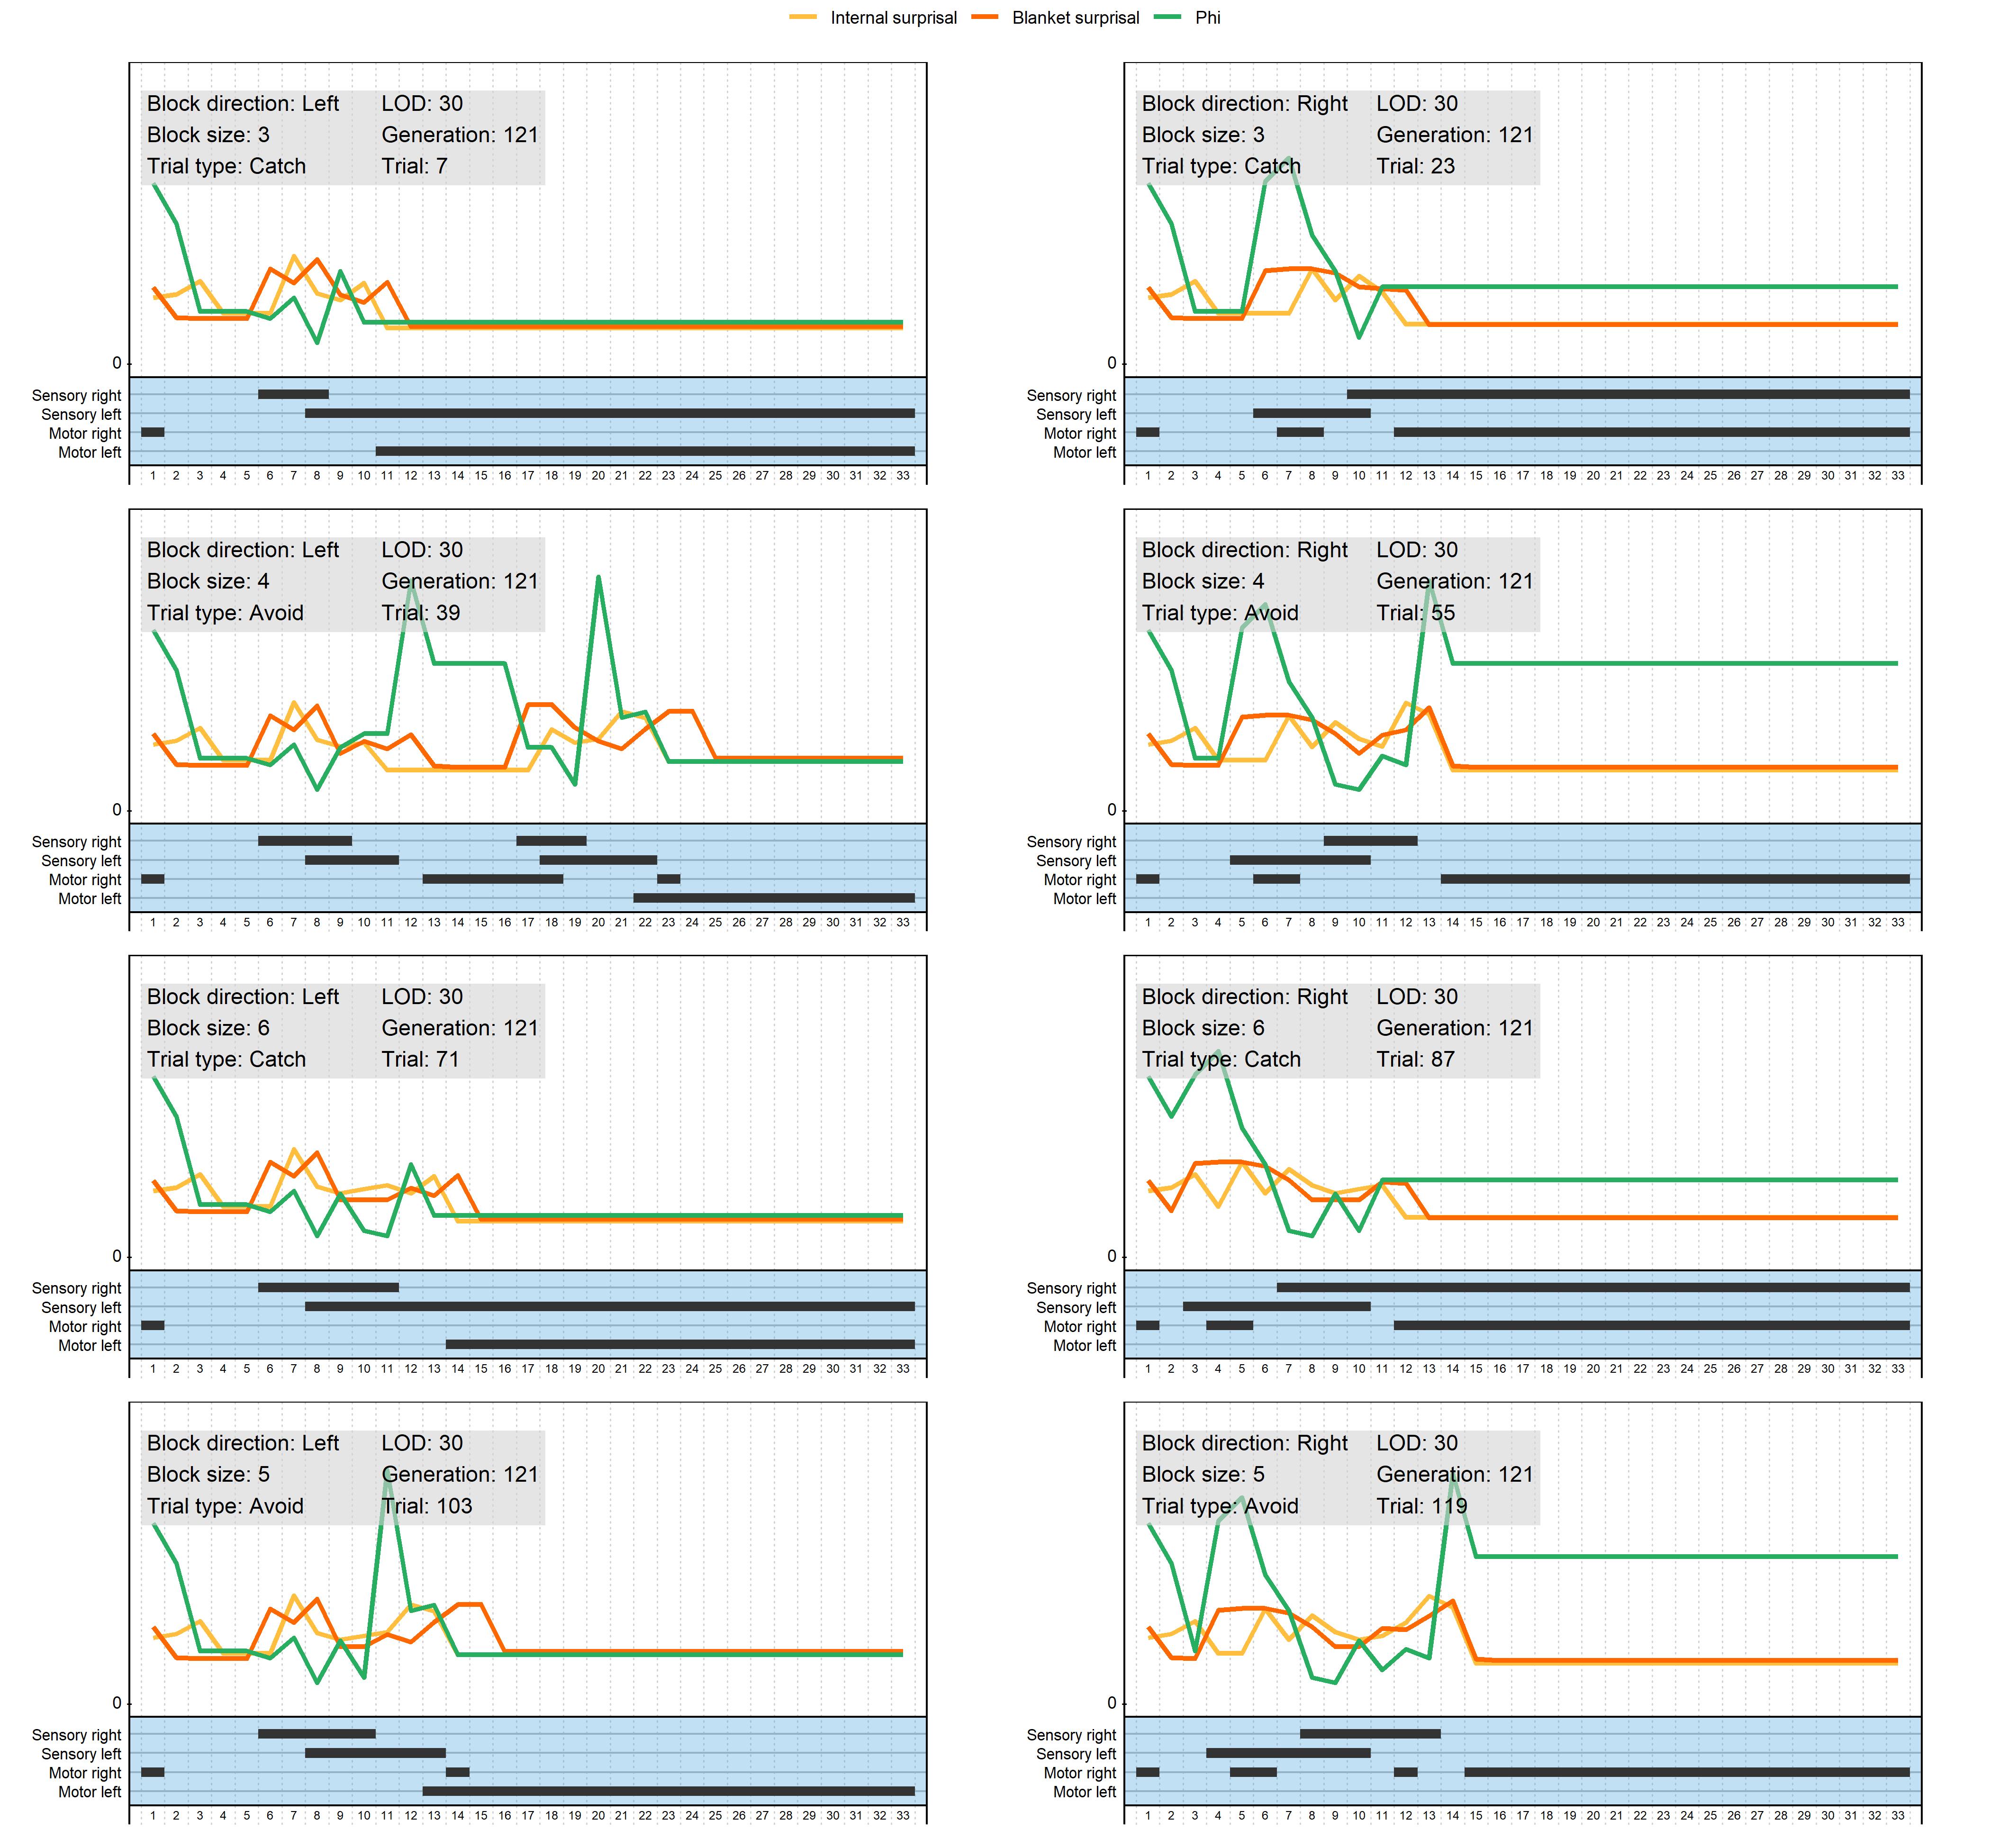 Internal surprisal Blanket surprisal Phi
Block direction: Left LOD: 30
Block size: 3 Generation: 121
Trial type: Catch Trial: 7
0
Sensory right
Sensory left
Motor right
Motor left
1 2 3 4 5 6 7 8 9 10 11 12 13 14 15 16 17 18 19 20 21 22 23 24 25 26 27 28 29 30 31 32 33
Block direction: Right LOD: 30
Block size: 3 Generation: 121
Trial type: Catch Trial: 23
0
Sensory right
Sensory left
Motor right
Motor left
1 2 3 4 5 6 7 8 9 10 11 12 13 14 15 16 17 18 19 20 21 22 23 24 25 26 27 28 29 30 31 32 33
Block direction: Left LOD: 30
Block size: 4 Generation: 121
Trial type: Avoid Trial: 39
0
Sensory right
Sensory left
Motor right
Motor left
1 2 3 4 5 6 7 8 9 10 11 12 13 14 15 16 17 18 19 20 21 22 23 24 25 26 27 28 29 30 31 32 33
Block direction: Right LOD: 30
Block size: 4 Generation: 121
Trial type: Avoid Trial: 55
0
Sensory right
Sensory left
Motor right
Motor left
1 2 3 4 5 6 7 8 9 10 11 12 13 14 15 16 17 18 19 20 21 22 23 24 25 26 27 28 29 30 31 32 33
Block direction: Left LOD: 30
Block size: 6 Generation: 121
Trial type: Catch Trial: 71
0
Sensory right
Sensory left
Motor right
Motor left
1 2 3 4 5 6 7 8 9 10 11 12 13 14 15 16 17 18 19 20 21 22 23 24 25 26 27 28 29 30 31 32 33
Block direction: Right LOD: 30
Block size: 6 Generation: 121
Trial type: Catch Trial: 87
0
Sensory right
Sensory left
Motor right
Motor left
1 2 3 4 5 6 7 8 9 10 11 12 13 14 15 16 17 18 19 20 21 22 23 24 25 26 27 28 29 30 31 32 33
Block direction: Left LOD: 30
Block size: 5 Generation: 121
Trial type: Avoid Trial: 103
0
Sensory right
Sensory left
Motor right
Motor left
1 2 3 4 5 6 7 8 9 10 11 12 13 14 15 16 17 18 19 20 21 22 23 24 25 26 27 28 29 30 31 32 33
Block direction: Right LOD: 30
Block size: 5 Generation: 121
Trial type: Avoid Trial: 119
0
Sensory right
Sensory left
Motor right
Motor left
1 2 3 4 5 6 7 8 9 10 11 12 13 14 15 16 17 18 19 20 21 22 23 24 25 26 27 28 29 30 31 32 33